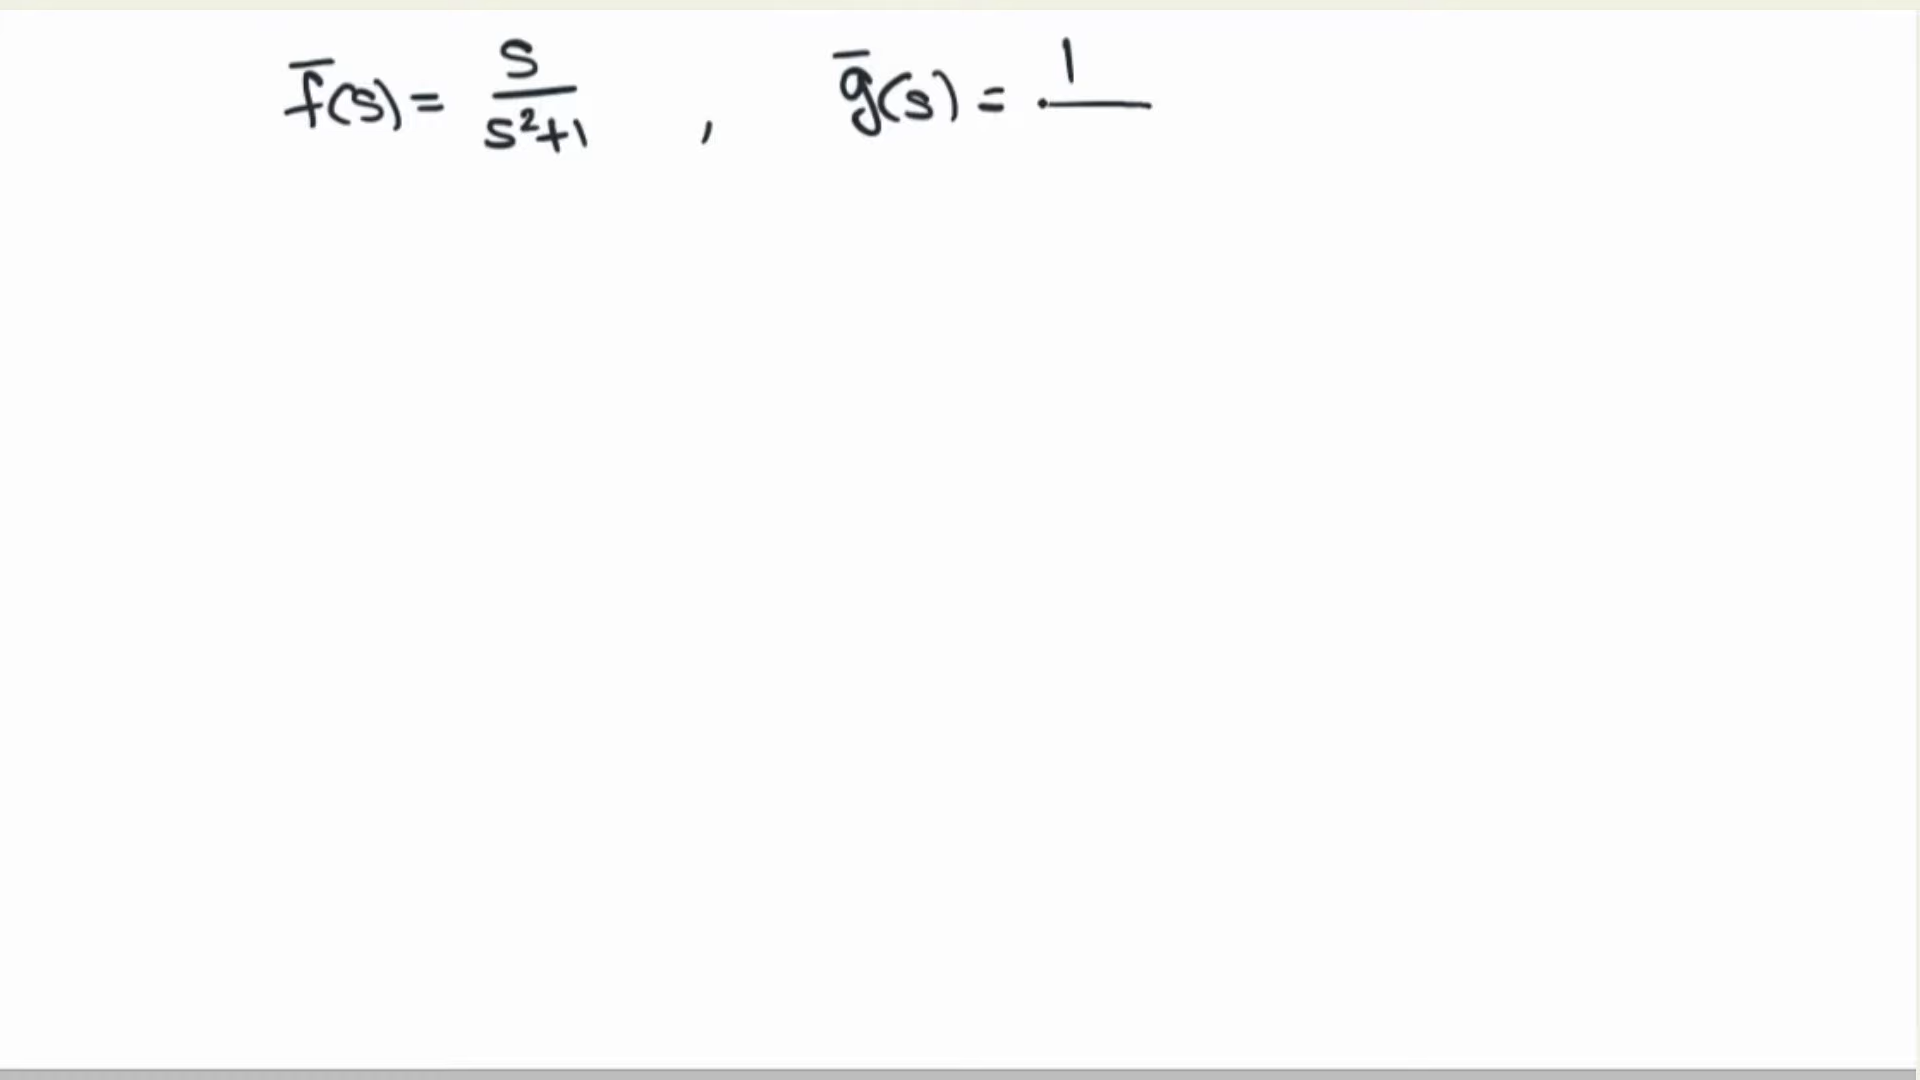 f̅(s) = s/(s²+1) , g̅(s) = 1/